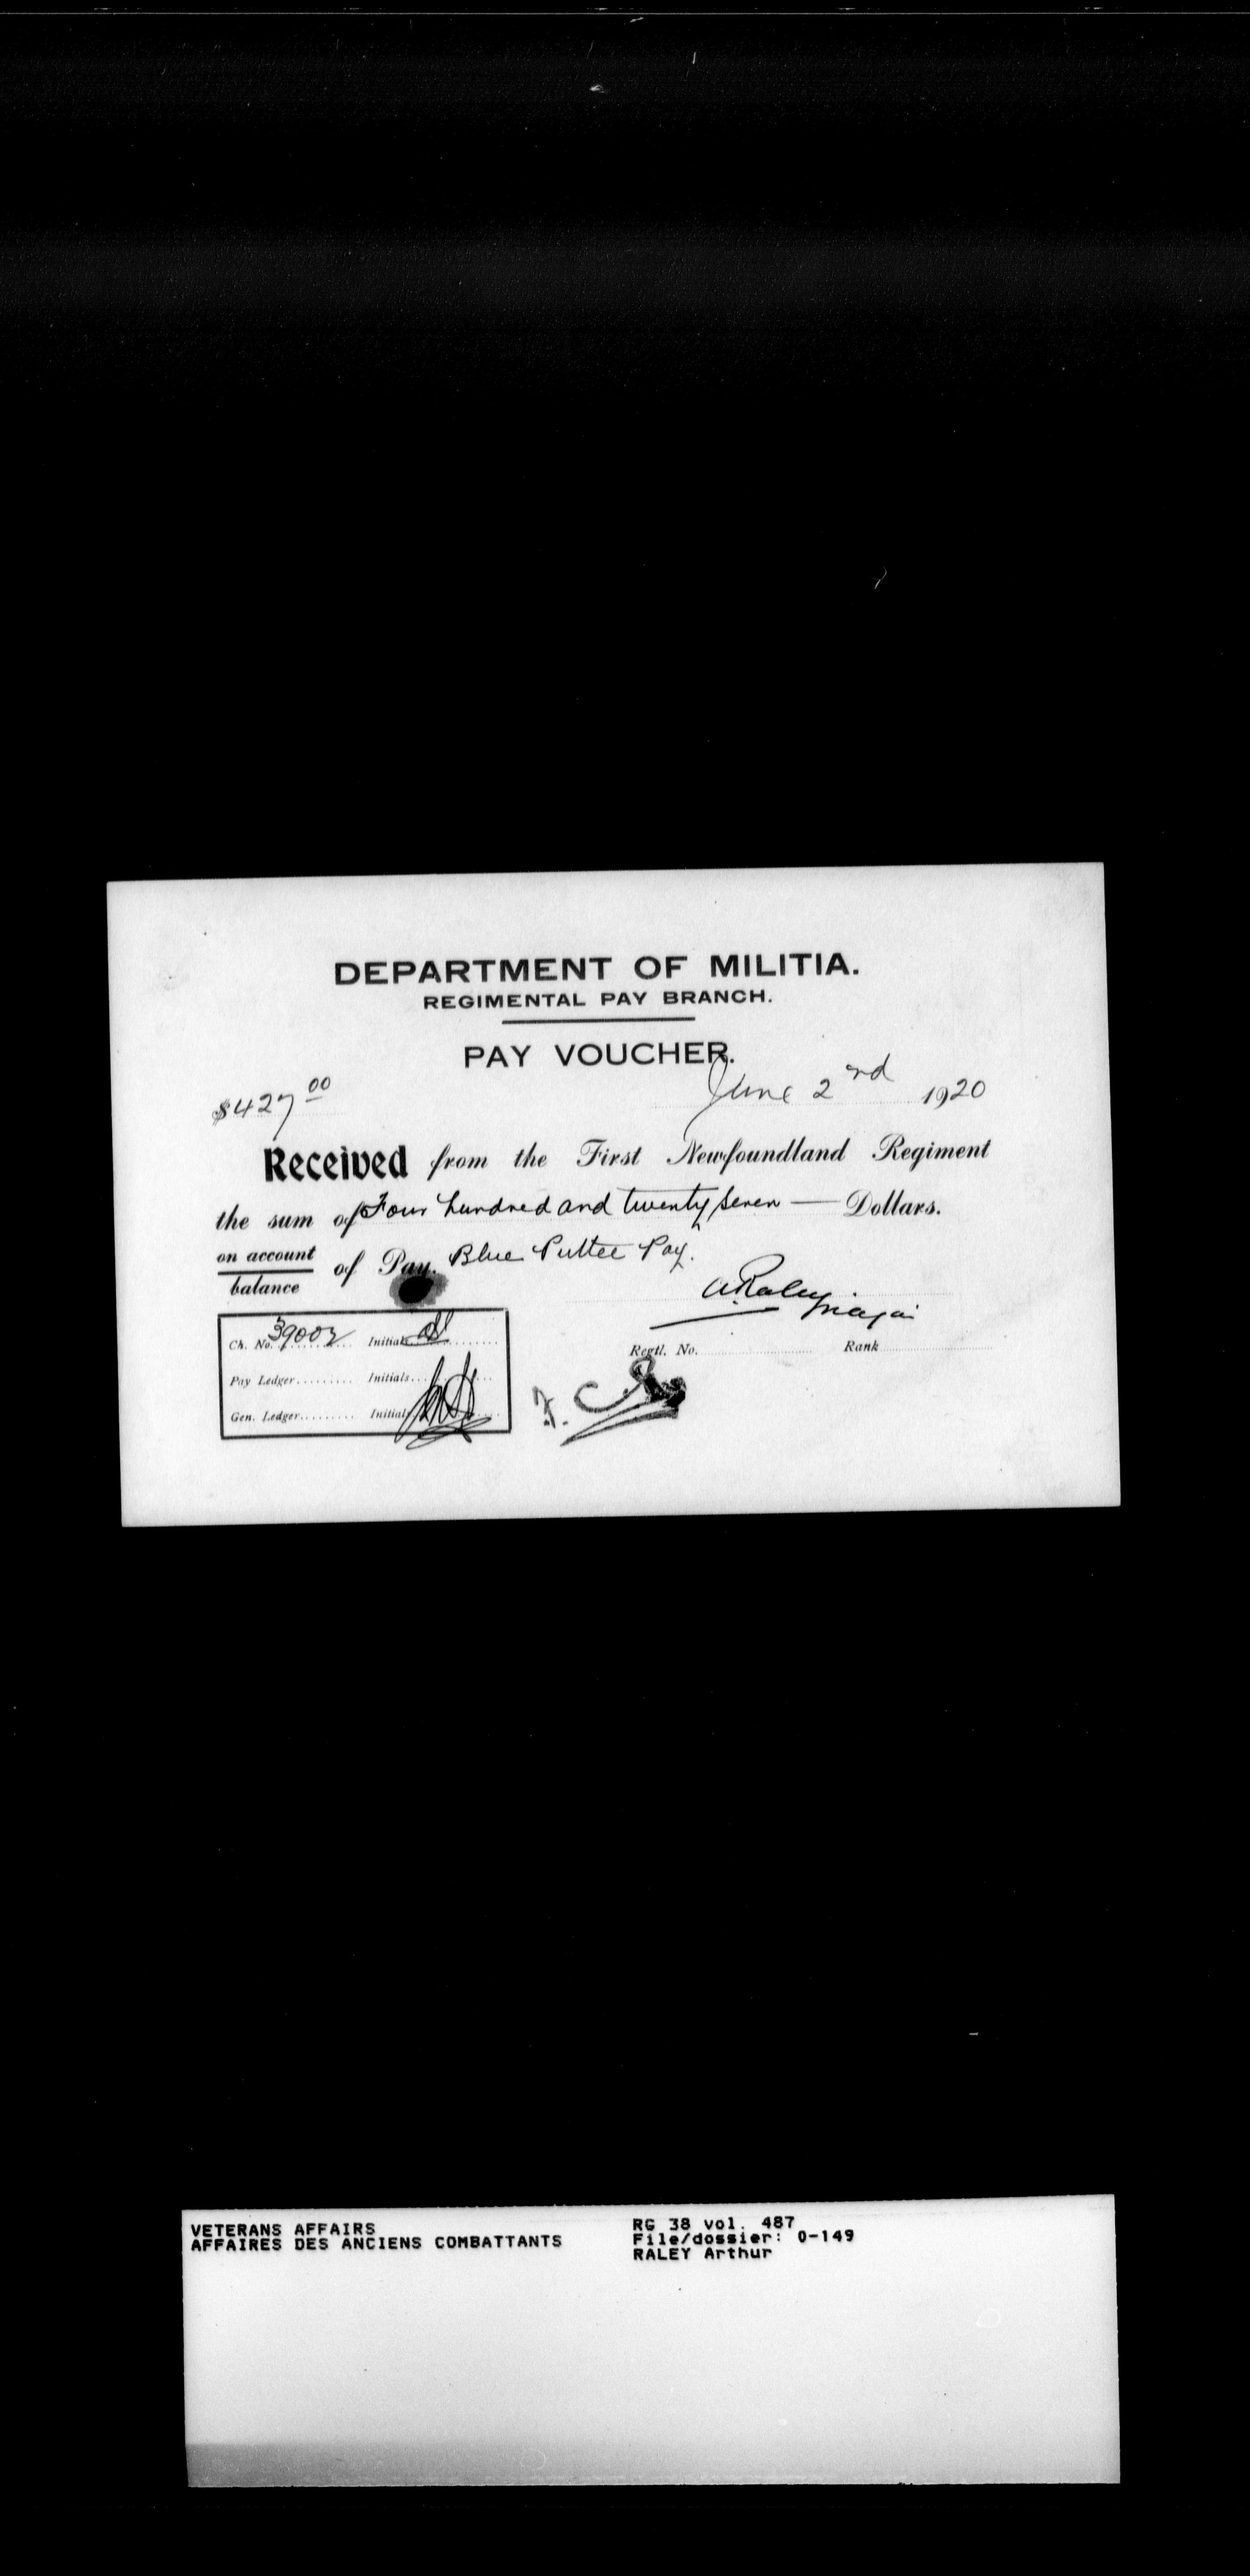 DEPARTMENT OF MILITIA.
REGIMENTAL PAY BRANCH.
PAY VOUCHER.
$427 00 June 2nd 1920
Received from the First Newfoundland Regiment
the sum of Four hundred and twenty seven — Dollars.
on account
balance of Pay. Blue Puttee Pay.
A Raley Major
Ch. No. 39002 Initials
Regtl. No. Rank
Pay Ledger Initials
Gen. Ledger Initials
VETERANS AFFAIRS RG 38 vol. 487
AFFAIRES DES ANCIENS COMBATTANTS File/dossier: 0-149
RALEY Arthur